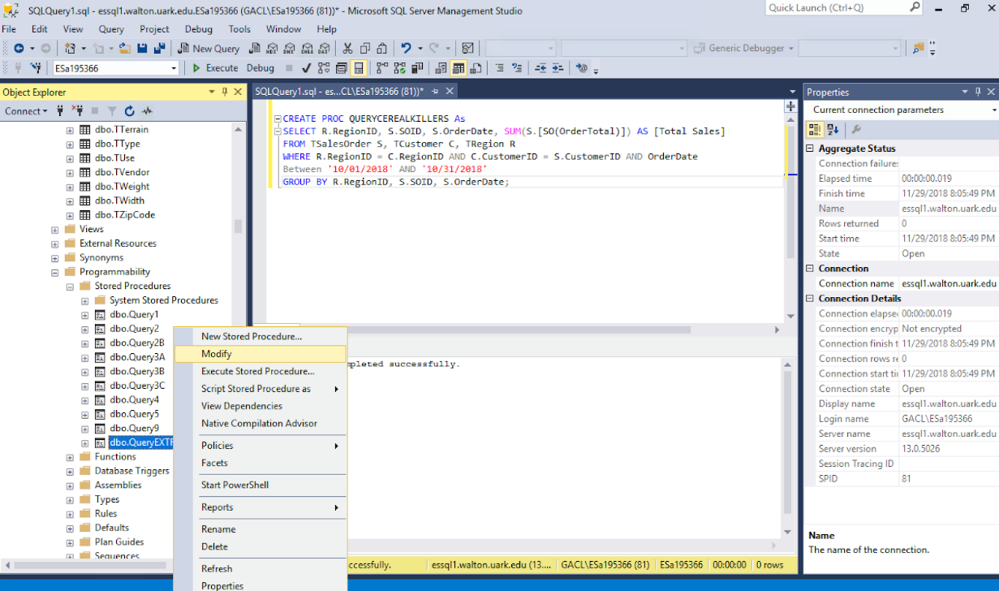 SQLQuery1.sql - essql1.walton.uark.edu.ESa195366 (GACL\ESa195366 (81))* - Microsoft SQL Server Management Studio
Quick Launch (Ctrl+Q)
File Edit View Query Project Debug Tools Window Help
New Query
Generic Debugger
ESa195366
Execute Debug
Object Explorer
Connect
dbo.TTerrain
dbo.TType
dbo.TUse
dbo.TVendor
dbo.TWeight
dbo.TWidth
dbo.TZipCode
Views
External Resources
Synonyms
Programmability
Stored Procedures
System Stored Procedures
dbo.Query1
dbo.Query2
dbo.Query2B
dbo.Query3A
dbo.Query3B
dbo.Query3C
dbo.Query4
dbo.Query5
dbo.Query9
dbo.QueryEXTR
Functions
Database Triggers
Assemblies
Types
Rules
Defaults
Plan Guides
Sequences
New Stored Procedure...
Modify
Execute Stored Procedure...
Script Stored Procedure as
View Dependencies
Native Compilation Advisor
Policies
Facets
Start PowerShell
Reports
Rename
Delete
Refresh
Properties
SQLQuery1.sql - es...CL\ESa195366 (81))*
CREATE PROC QUERYCEREALKILLERS As
SELECT R.RegionID, S.SOID, S.OrderDate, SUM(S.[SO(OrderTotal)]) AS [Total Sales]
FROM TSalesOrder S, TCustomer C, TRegion R
WHERE R.RegionID = C.RegionID AND C.CustomerID = S.CustomerID AND OrderDate
Between '10/01/2018' AND '10/31/2018'
GROUP BY R.RegionID, S.SOID, S.OrderDate;
mpleted successfully.
ccessfully.
essql1.walton.uark.edu (13.... GACL\ESa195366 (81) ESa195366 00:00:00 0 rows
Properties
Current connection parameters
Aggregate Status
Connection failures
Elapsed time 00:00:00.019
Finish time 11/29/2018 8:05:49 PM
Name essql1.walton.uark.edu
Rows returned 0
Start time 11/29/2018 8:05:49 PM
State Open
Connection
Connection name essql1.walton.uark.edu
Connection Details
Connection elapse 00:00:00.019
Connection encryp Not encrypted
Connection finish t 11/29/2018 8:05:49 PM
Connection rows re 0
Connection start tin 11/29/2018 8:05:49 PM
Connection state Open
Display name essql1.walton.uark.edu
Login name GACL\ESa195366
Server name essql1.walton.uark.edu
Server version 13.0.5026
Session Tracing ID
SPID 81
Name
The name of the connection.